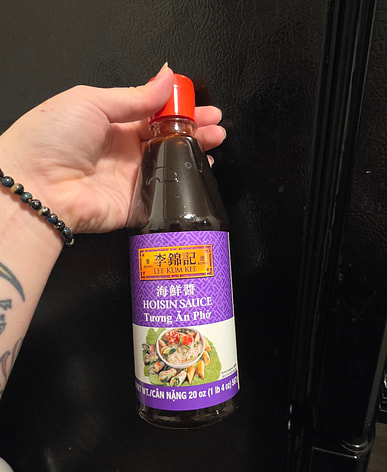 李錦記
LEE KUM KEE
海鮮醬
HOISIN SAUCE
Tương Ăn Phở
WT./CÂN NẶNG 20 oz (1 lb 4 oz)